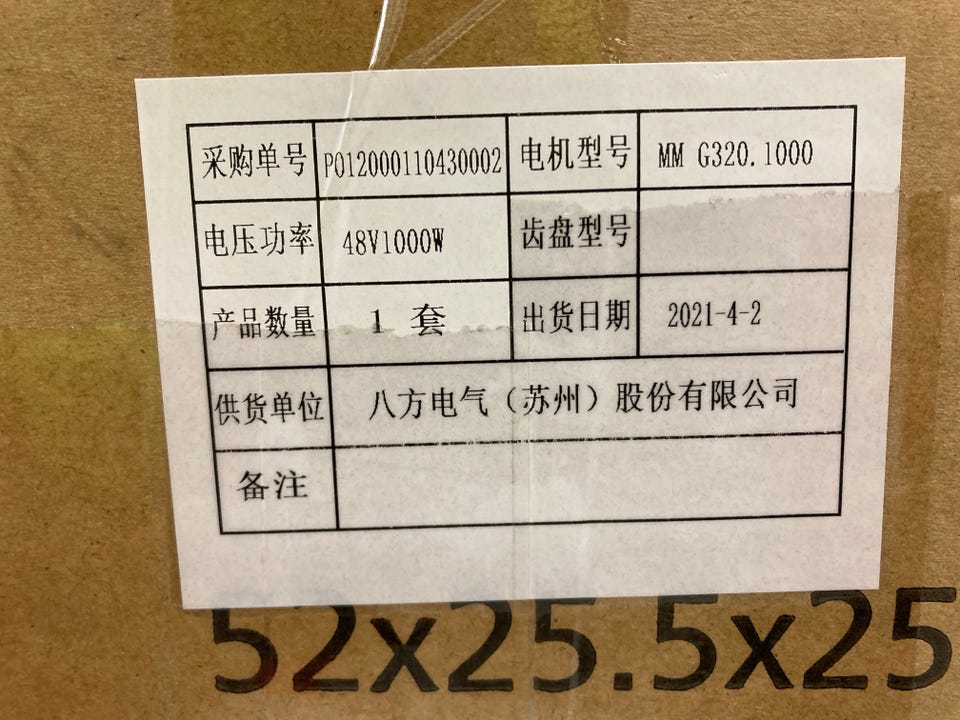 采购单号 PO12000110430002 电机型号 MM G320.1000
电压功率 48V1000W 齿盘型号
产品数量 1 套 出货日期 2021-4-2
供货单位 八方电气（苏州）股份有限公司
备注
52x25.5x25